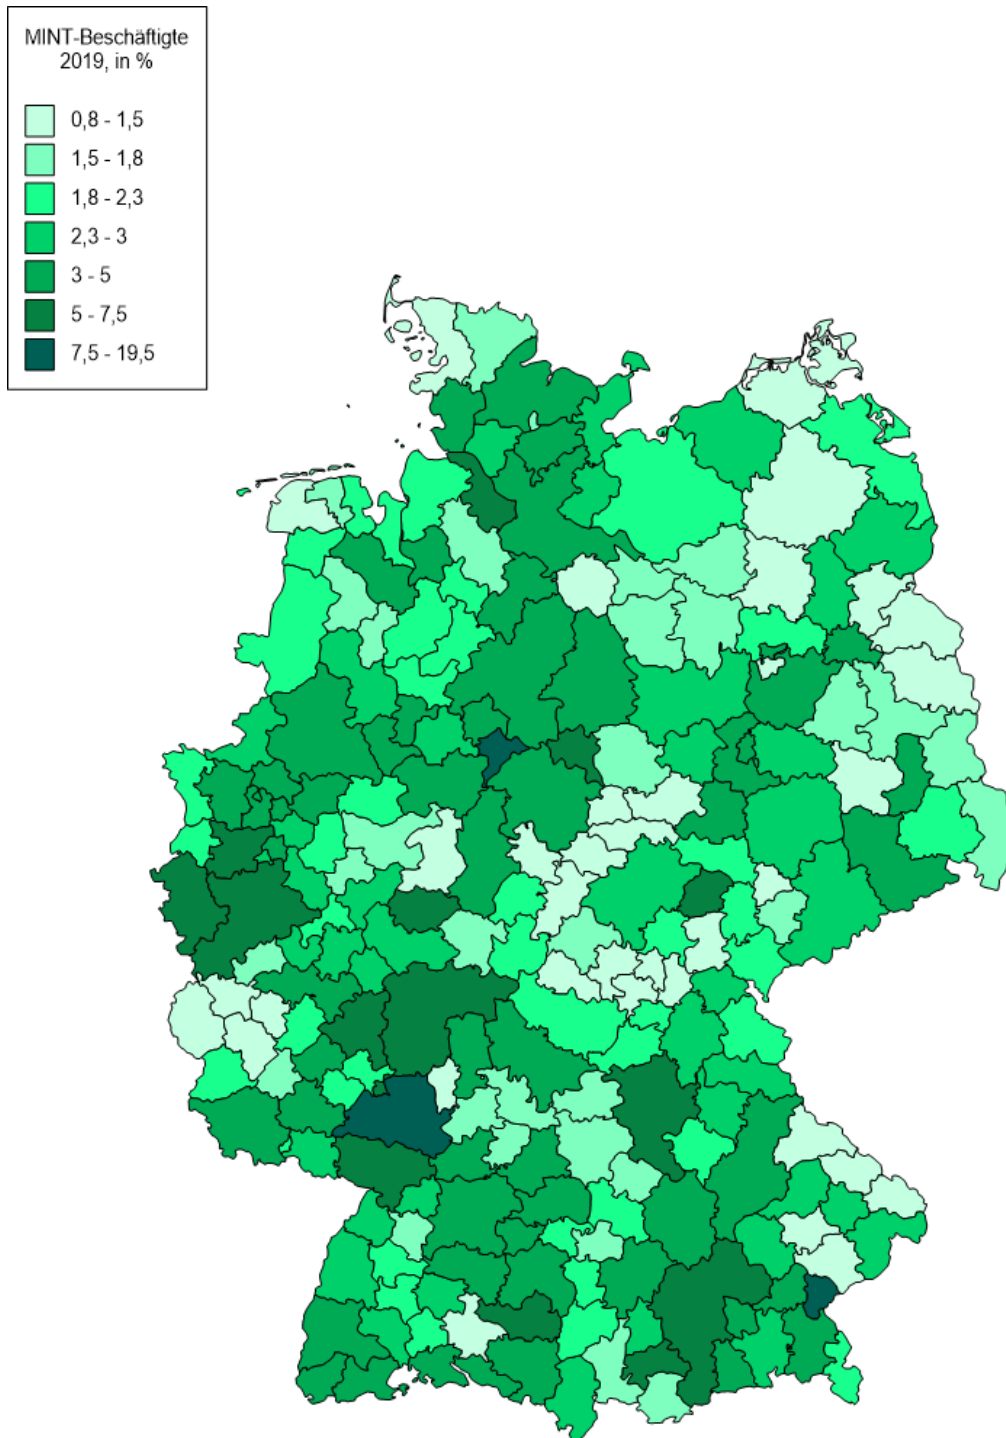 MINT-Beschäftigte
2019, in %
0,8 - 1,5
1,5 - 1,8
1,8 - 2,3
2,3 - 3
3 - 5
5 - 7,5
7,5 - 19,5